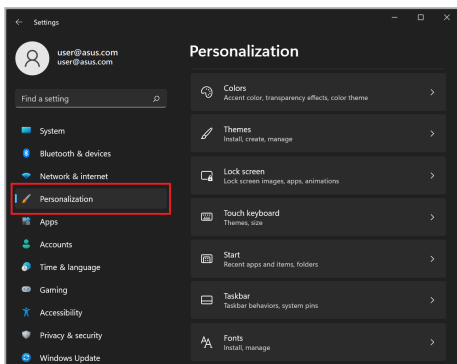 Settings
user@asus.com
user@asus.com
Find a setting
System
Bluetooth & devices
Network & internet
Personalization
Apps
Accounts
Time & language
Gaming
Accessibility
Privacy & security
Windows Update
Personalization
Colors
Accent color, transparency effects, color theme
Themes
Install, create, manage
Lock screen
Lock screen images, apps, animations
Touch keyboard
Themes, size
Start
Recent apps and items, folders
Taskbar
Taskbar behaviors, system pins
Fonts
Install, manage